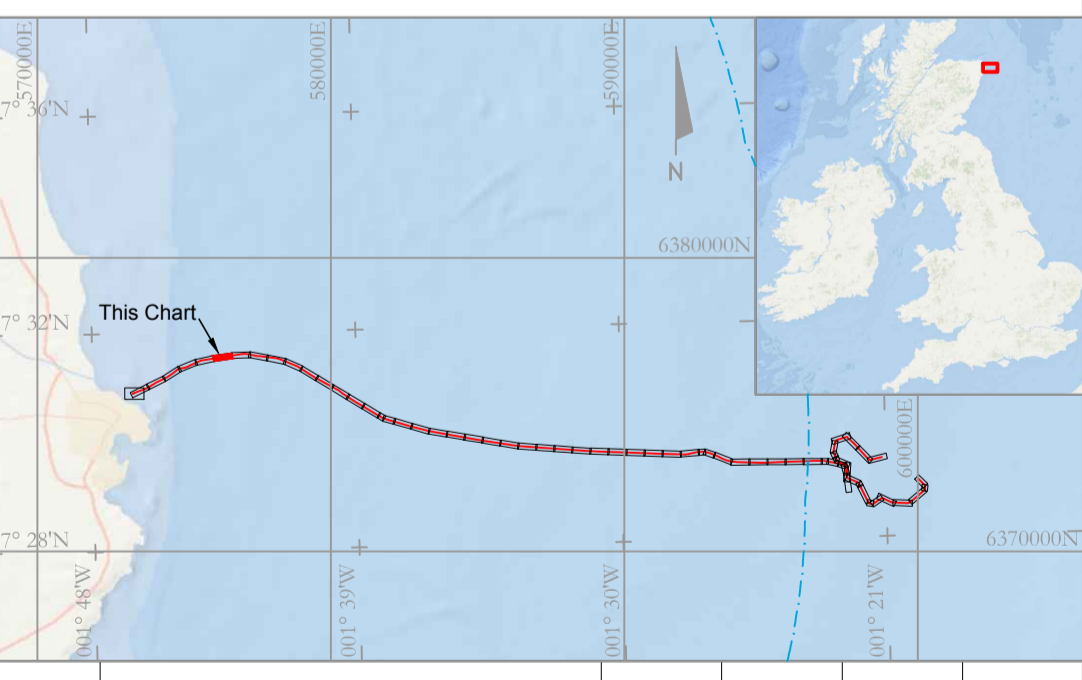 570000E
580000E
590000E
7° 36'N
N
6380000N
This Chart
7° 32'N
600000E
7° 28'N
6370000N
001° 48'W
001° 39'W
001° 30'W
001° 21'W